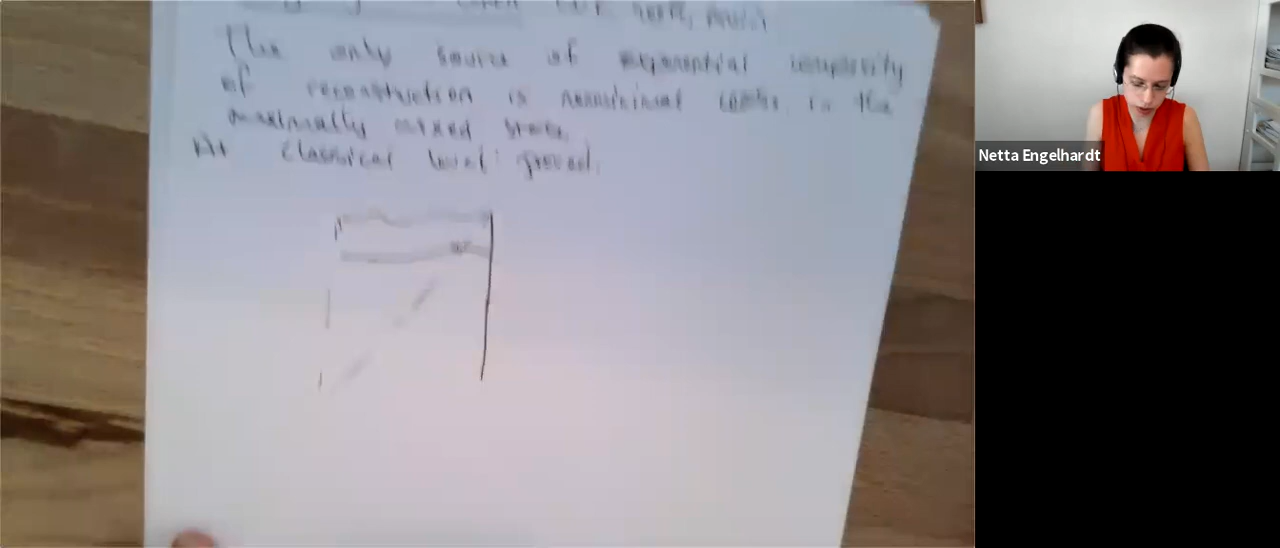 The only source of exponential complexity
of reconstruction is nonminimal in the
maximally mixed state.
At classical level: proved.
Netta Engelhardt